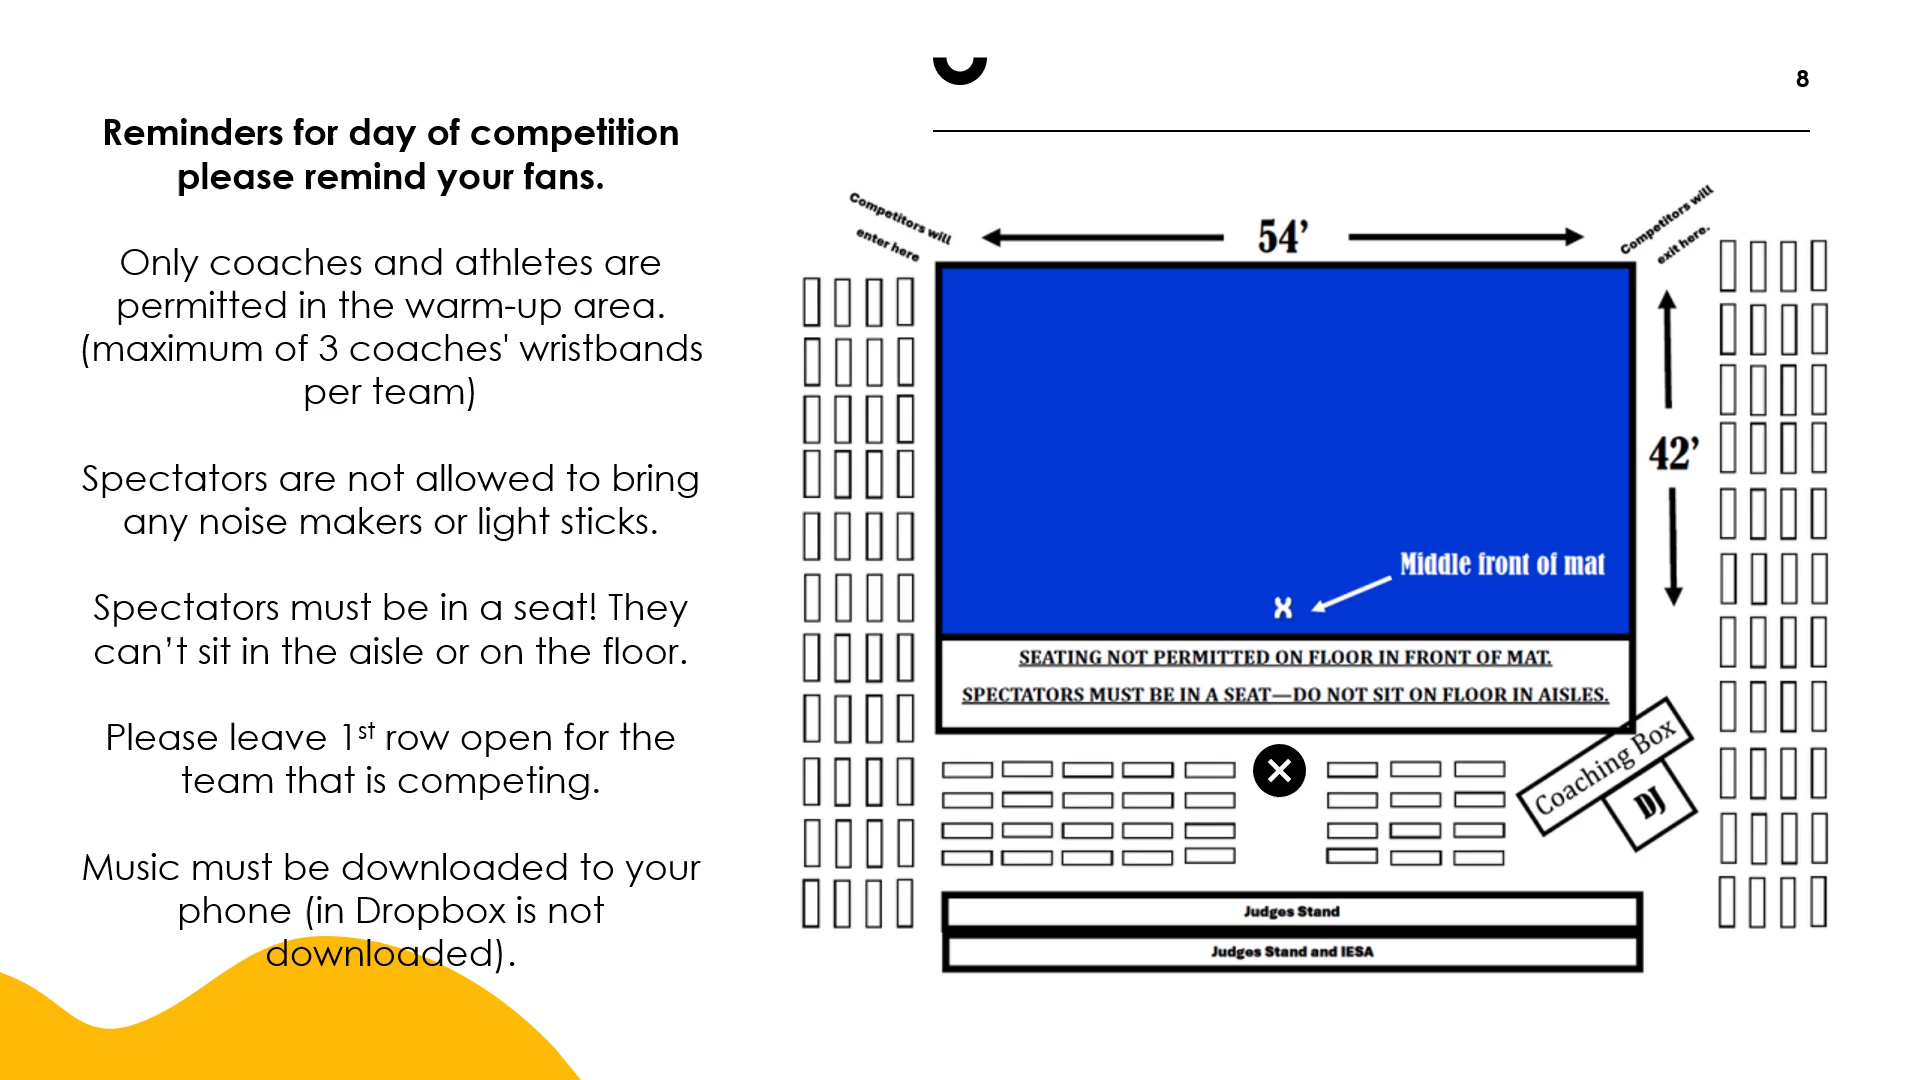 8
Reminders for day of competition
please remind your fans.
Only coaches and athletes are
permitted in the warm-up area.
(maximum of 3 coaches' wristbands
per team)
Spectators are not allowed to bring
any noise makers or light sticks.
Spectators must be in a seat! They
can’t sit in the aisle or on the floor.
Please leave 1st row open for the
team that is competing.
Music must be downloaded to your
phone (in Dropbox is not
downloaded).
Competitors will
enter here
54’
Competitors will
exit here.
42’
Middle front of mat
X
SEATING NOT PERMITTED ON FLOOR IN FRONT OF MAT.
SPECTATORS MUST BE IN A SEAT—DO NOT SIT ON FLOOR IN AISLES.
Coaching Box
DJ
Judges Stand
Judges Stand and IESA